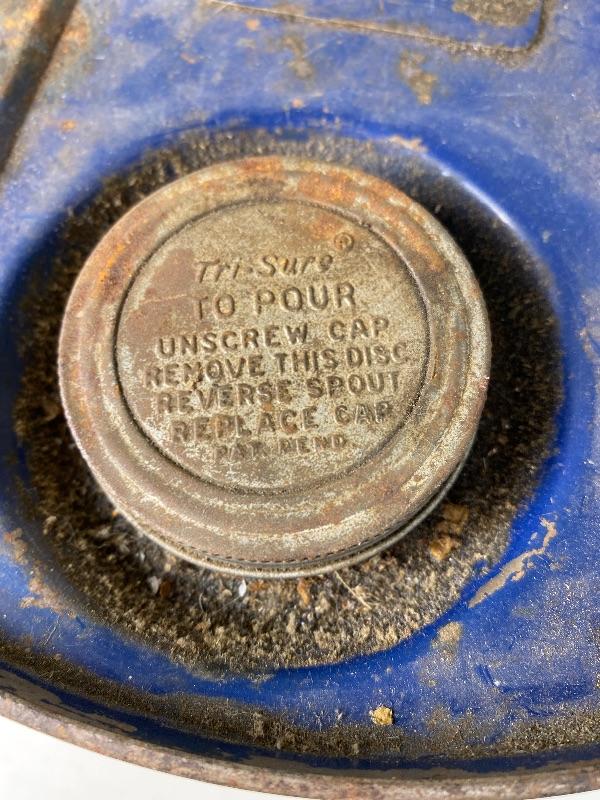 Tri-Sure®
TO POUR
UNSCREW CAP
REMOVE THIS DISC
REVERSE SPOUT
REPLACE CAP
PAT. PEND.